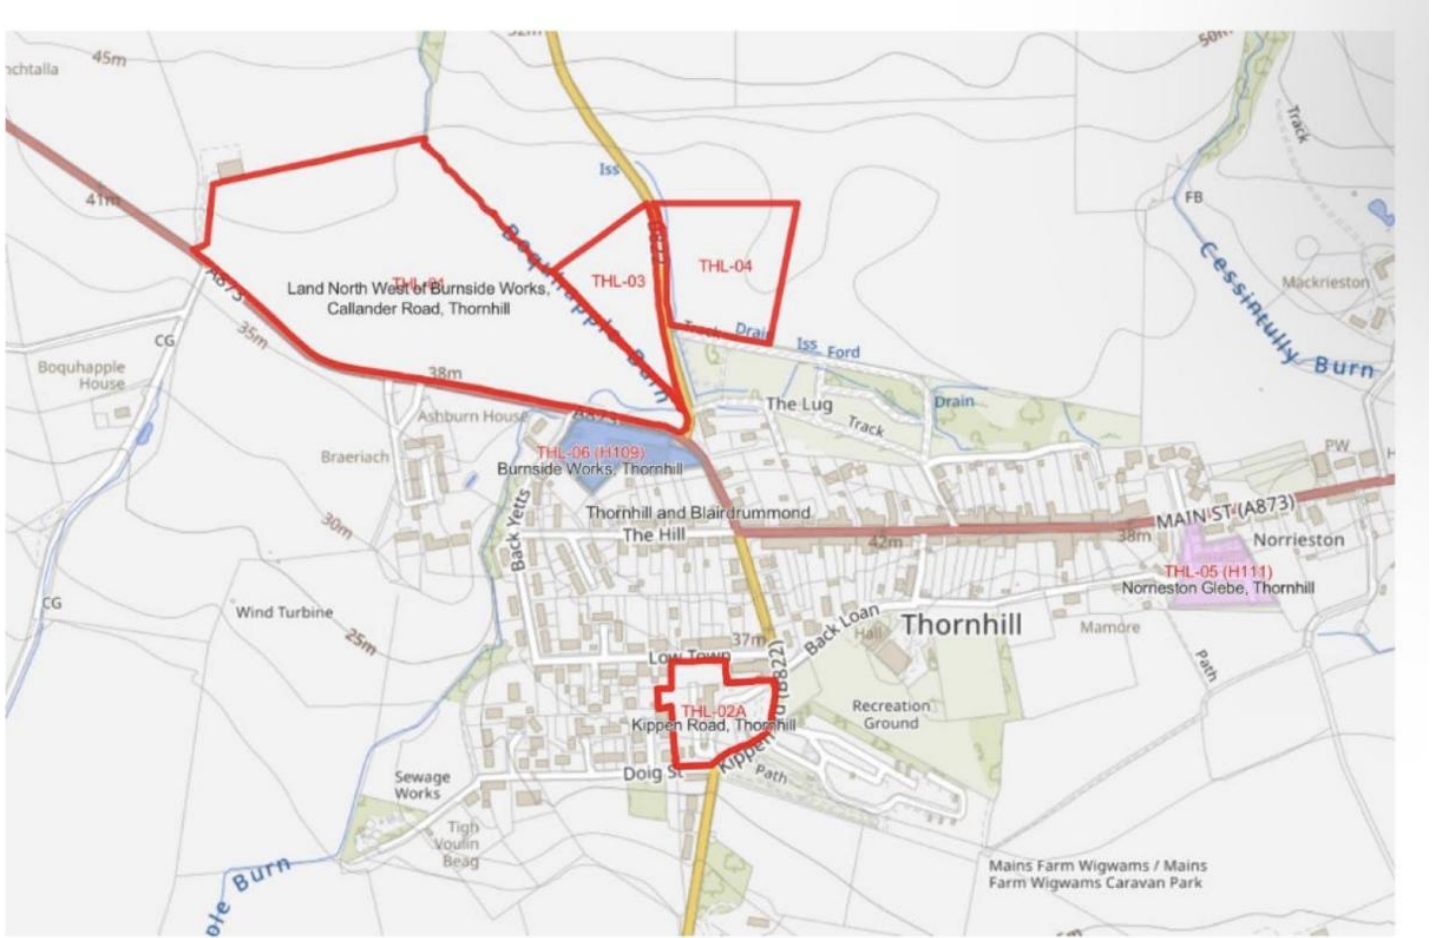 45m
50m
chtalla
Track
Iss
41m
FB
B822
Boquhapple Burn
Cessintully Burn
THL-04
THL-03
Mackrieston
A873
THL-01
Land North West of Burnside Works,
Callander Road, Thornhill
35m
CG
Track
Drain
Iss
Ford
Boquhapple
House
38m
The Lug
Drain
Ashburn House
A873
Track
PW
H
Braeriach
THL-06 (H109)
Burnside Works, Thornhill
Back Yetts
30m
Thornhill and Blairdrummond
The Hill
42m
38m
MAIN ST (A873)
Norrieston
THL-05 (H111)
Norrieston Glebe, Thornhill
CG
Wind Turbine
25m
37m
Back Loan
Hall
Thornhill
Mamore
Low Town
Path
THL-02A
Kippen Road, Thornhill
Kippen Rd (B822)
Recreation
Ground
Doig St
Path
Sewage
Works
Tigh
Voulin
Beag
Mains Farm Wigwams / Mains
Farm Wigwams Caravan Park
ple Burn